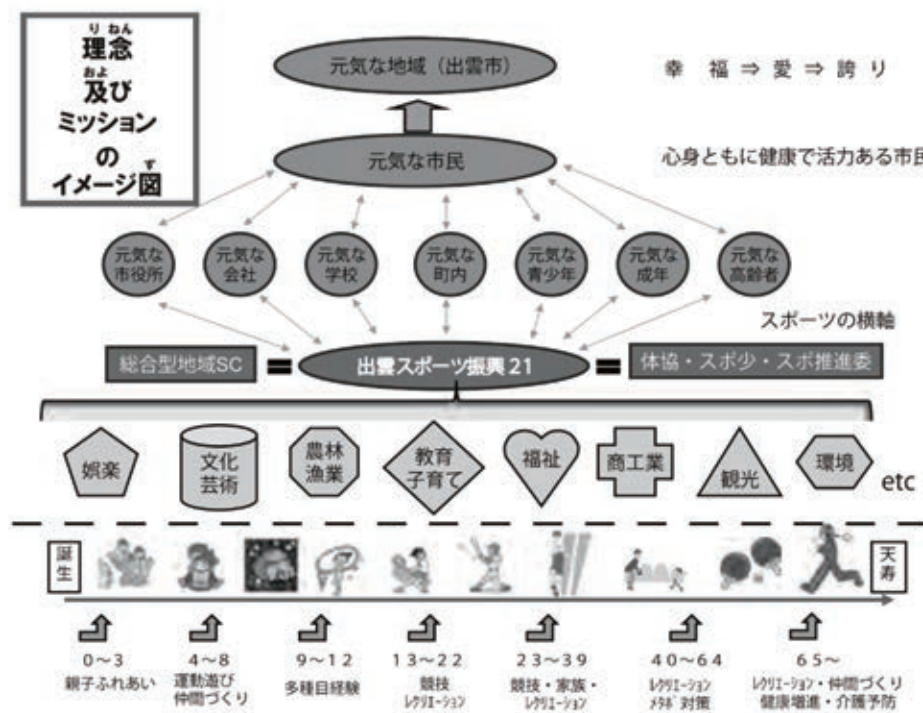 り ねん
理念
およ
及び
ミッション
の
ず
イメージ図
元気な地域（出雲市）
幸 福 ⇒ 愛 ⇒ 誇 り
元気な市民
心身ともに健康で活力ある市民
元気な
市役所
元気な
会社
元気な
学校
元気な
町内
元気な
青少年
元気な
成年
元気な
高齢者
スポーツの横軸
総合型地域SC
=
出雲スポーツ振興21
=
体協・スポ少・スポ推進委
娯楽
文化
芸術
農林
漁業
教育
子育て
福祉
商工業
観光
環境
etc
誕生
天寿
0～3
親子ふれあい
4～8
運動遊び
仲間づくり
9～12
多種目経験
13～22
競技
ﾚｸﾘｴｰｼｮﾝ
23～39
競技・家族・
ﾚｸﾘｴｰｼｮﾝ
40～64
ﾚｸﾘｴｰｼｮﾝ
ﾒﾀﾎﾞ対策
65～
ﾚｸﾘｴｰｼｮﾝ・仲間づくり
健康増進・介護予防